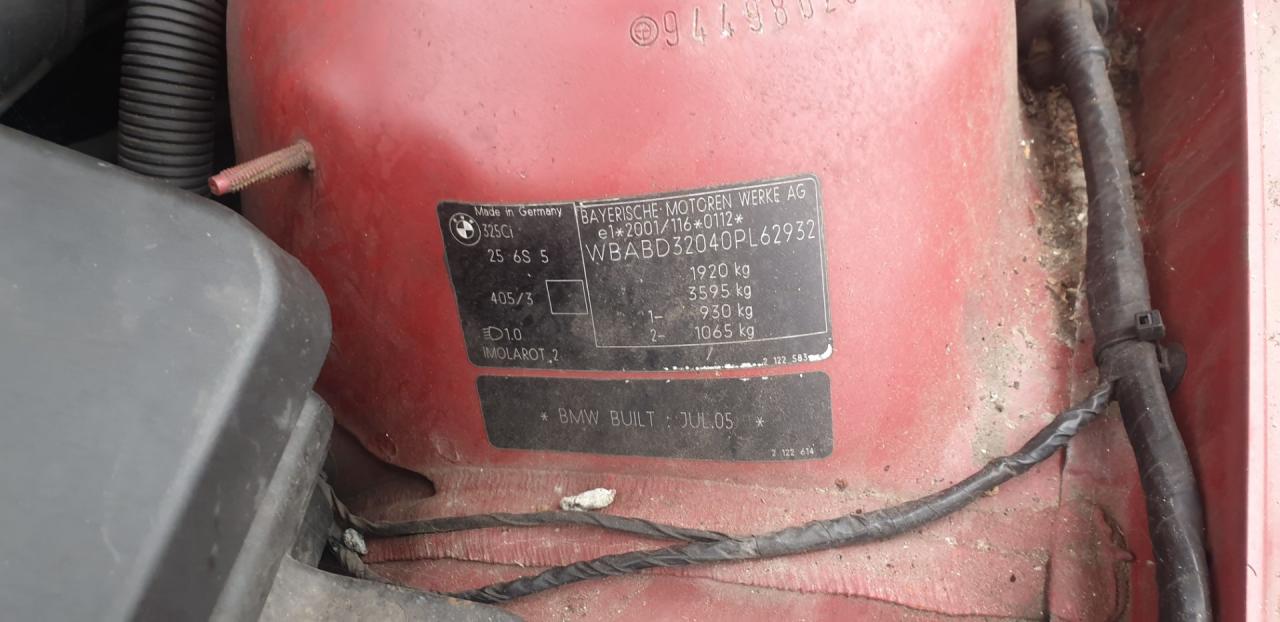 944980
Made in Germany
325Ci
25 6S 5
405/3
1.0
IMOLAROT 2
BAYERISCHE MOTOREN WERKE AG
e1*2001/116*0112*
WBABD32040PL62932
1920 kg
3595 kg
1- 930 kg
2- 1065 kg
2 122 583
* BMW BUILT : JUL.05 *
2 122 614